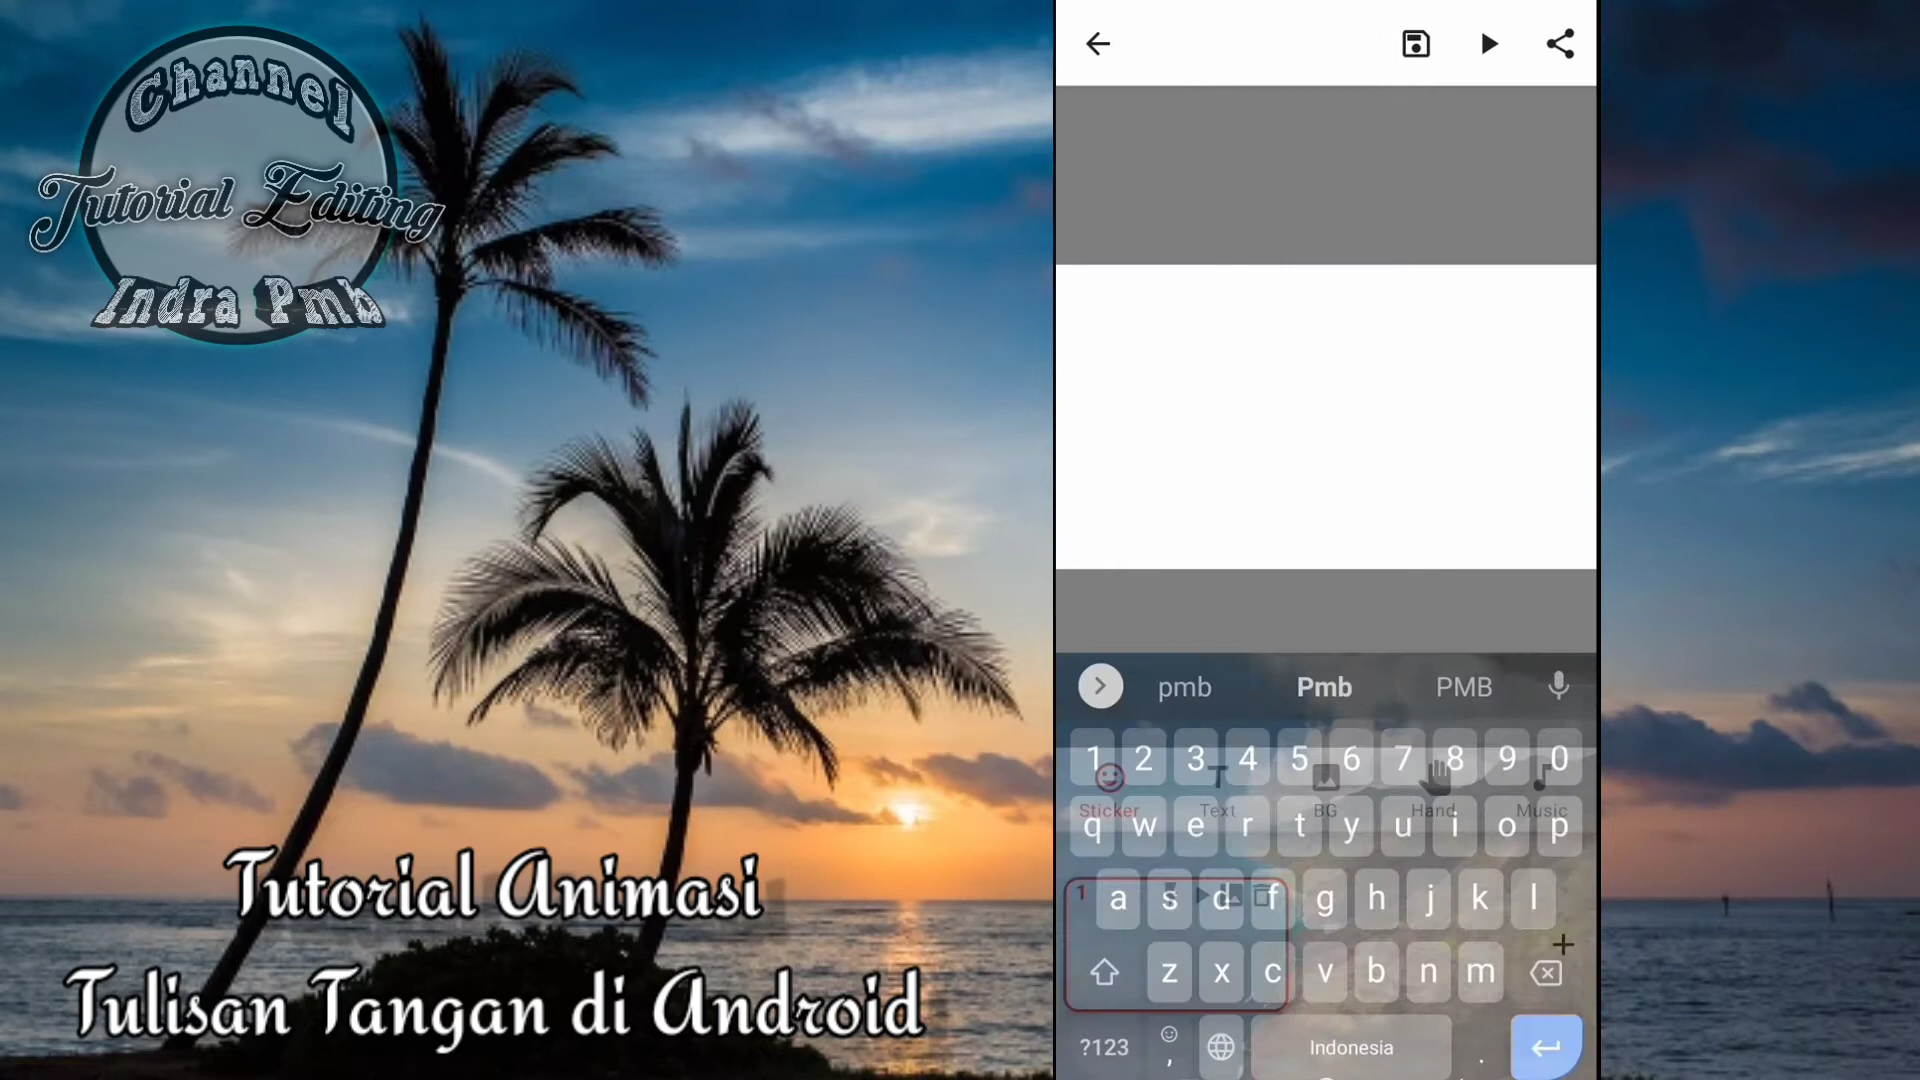 Channel
Tutorial Editing
Indra Pmb
Tutorial Animasi
Tulisan Tangan di Android
pmb Pmb PMB
1 2 3 4 5 6 7 8 9 0
Sticker Text BG Hand Music
q w e r t y u i o p
1
a s d f g h j k l
z x c v b n m
?123 , Indonesia .